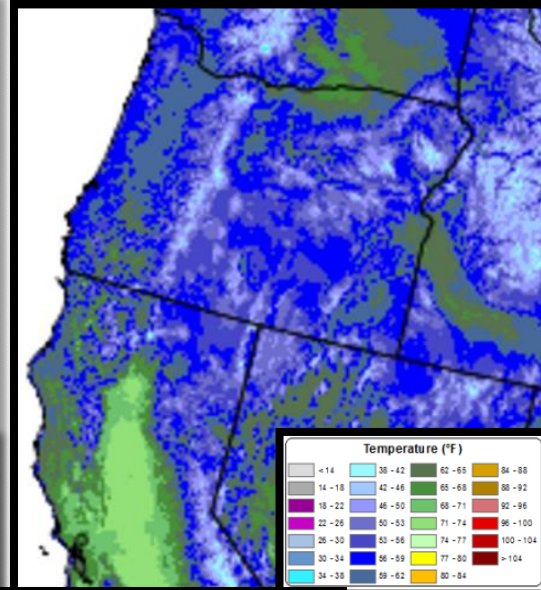 Temperature (°F)
< 14 38 - 42 62 - 65 84 - 88
14 - 18 42 - 46 65 - 68 88 - 92
18 - 22 46 - 50 68 - 71 92 - 96
22 - 26 50 - 53 71 - 74 96 - 100
26 - 30 53 - 56 74 - 77 100 - 104
30 - 34 56 - 59 77 - 80 > 104
34 - 38 59 - 62 80 - 84